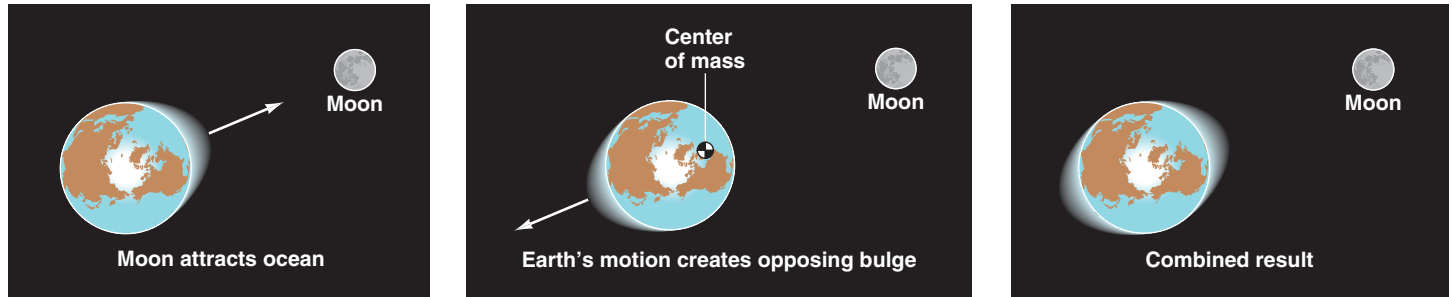 Moon
Moon attracts ocean
Center
of mass
Moon
Earth's motion creates opposing bulge
Moon
Combined result